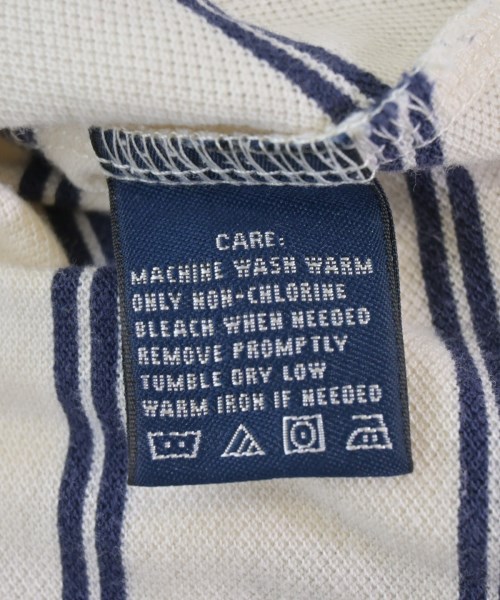 CARE:
MACHINE WASH WARM
ONLY NON-CHLORINE
BLEACH WHEN NEEDED
REMOVE PROMPTLY
TUMBLE DRY LOW
WARM IRON IF NEEDED